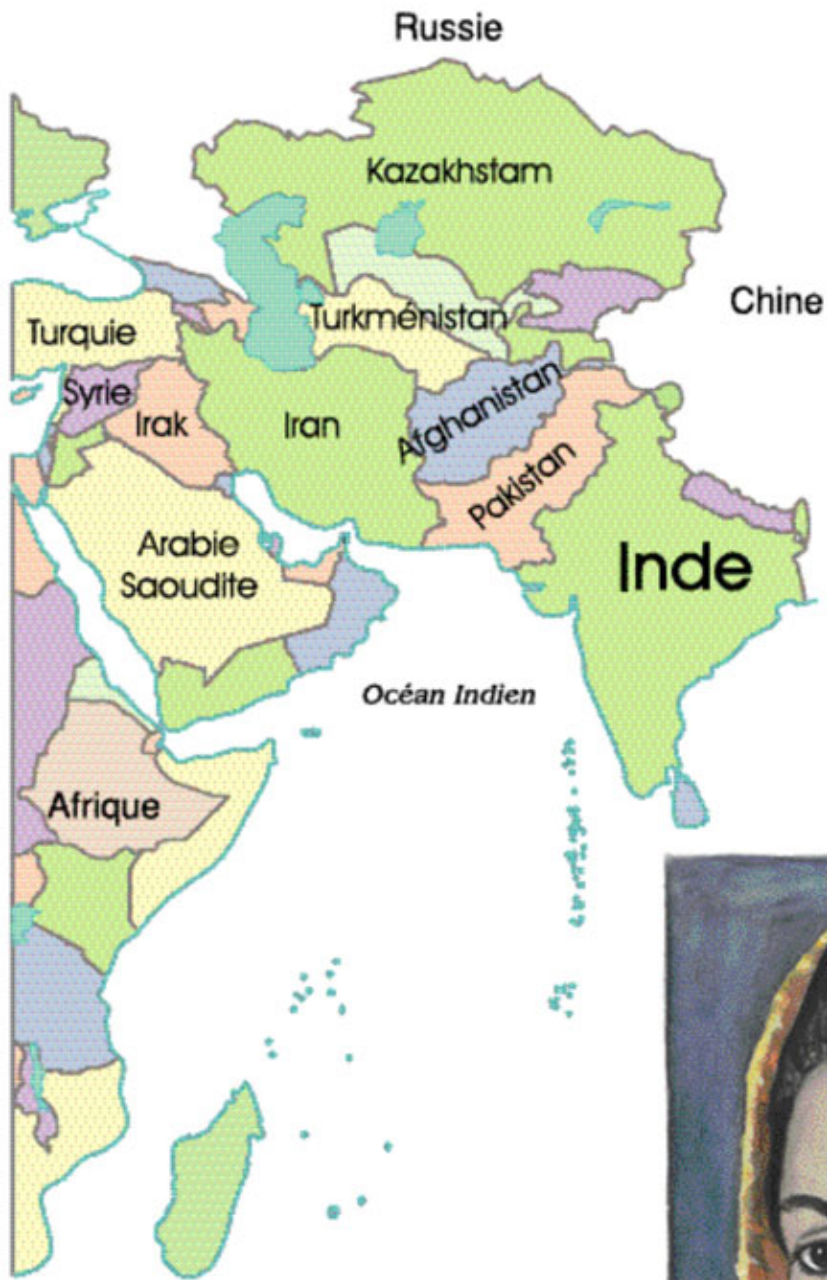 Russie
Kazakhstam
Chine
Turkménistan
Turquie
Syrie
Irak
Iran
Afghanistan
Pakistan
Arabie
Saoudite
Inde
Océan Indien
Afrique